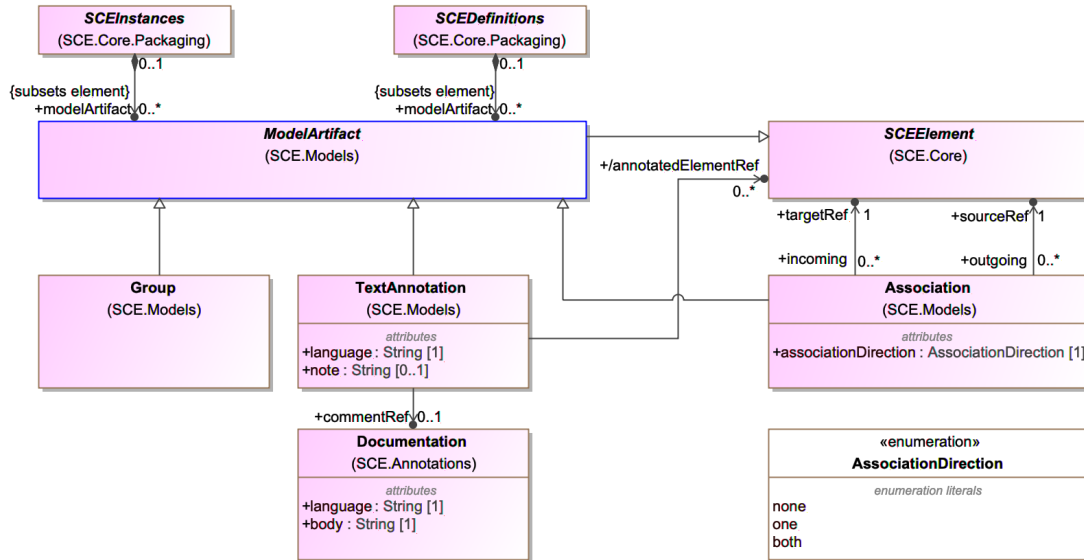 SCEInstances
(SCE.Core.Packaging)
0..1
{subsets element}
+modelArtifact 0..*
SCEDefinitions
(SCE.Core.Packaging)
0..1
{subsets element}
+modelArtifact 0..*
ModelArtifact
(SCE.Models)
SCEElement
(SCE.Core)
+/annotatedElementRef
0..*
+targetRef 1
+sourceRef 1
+incoming 0..*
+outgoing 0..*
Group
(SCE.Models)
TextAnnotation
(SCE.Models)
attributes
+language : String [1]
+note : String [0..1]
Association
(SCE.Models)
attributes
+associationDirection : AssociationDirection [1]
+commentRef 0..1
Documentation
(SCE.Annotations)
attributes
+language : String [1]
+body : String [1]
«enumeration»
AssociationDirection
enumeration literals
none
one
both